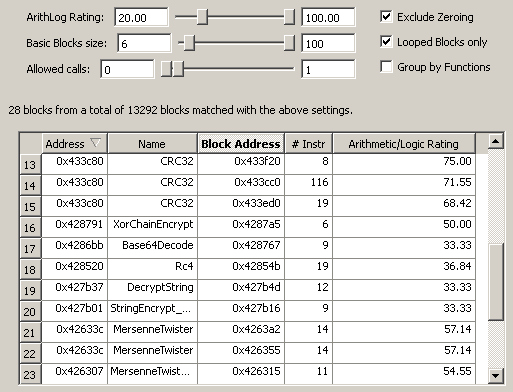 ArithLog Rating: 20.00 100.00 Exclude Zeroing
Basic Blocks size: 6 100 Looped Blocks only
Allowed calls: 0 1 Group by Functions
28 blocks from a total of 13292 blocks matched with the above settings.
Address Name Block Address # Instr Arithmetic/Logic Rating
13 0x433c80 CRC32 0x433f20 8 75.00
14 0x433c80 CRC32 0x433cc0 116 71.55
15 0x433c80 CRC32 0x433ed0 19 68.42
16 0x428791 XorChainEncrypt 0x4287a5 6 50.00
17 0x4286bb Base64Decode 0x428767 9 33.33
18 0x428520 Rc4 0x42854b 19 36.84
19 0x427b37 DecryptString 0x427b4d 12 33.33
20 0x427b01 StringEncrypt_... 0x427b16 9 33.33
21 0x42633c MersenneTwister 0x4263a2 14 57.14
22 0x42633c MersenneTwister 0x426355 14 57.14
23 0x426307 MersenneTwist... 0x426315 11 54.55